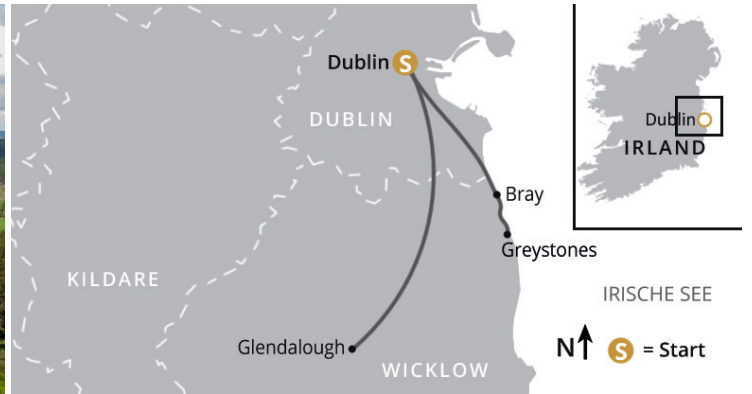 Dublin S
DUBLIN
Bray
Greystones
KILDARE
Glendalough
WICKLOW
Dublin
IRLAND
IRISCHE SEE
N S = Start